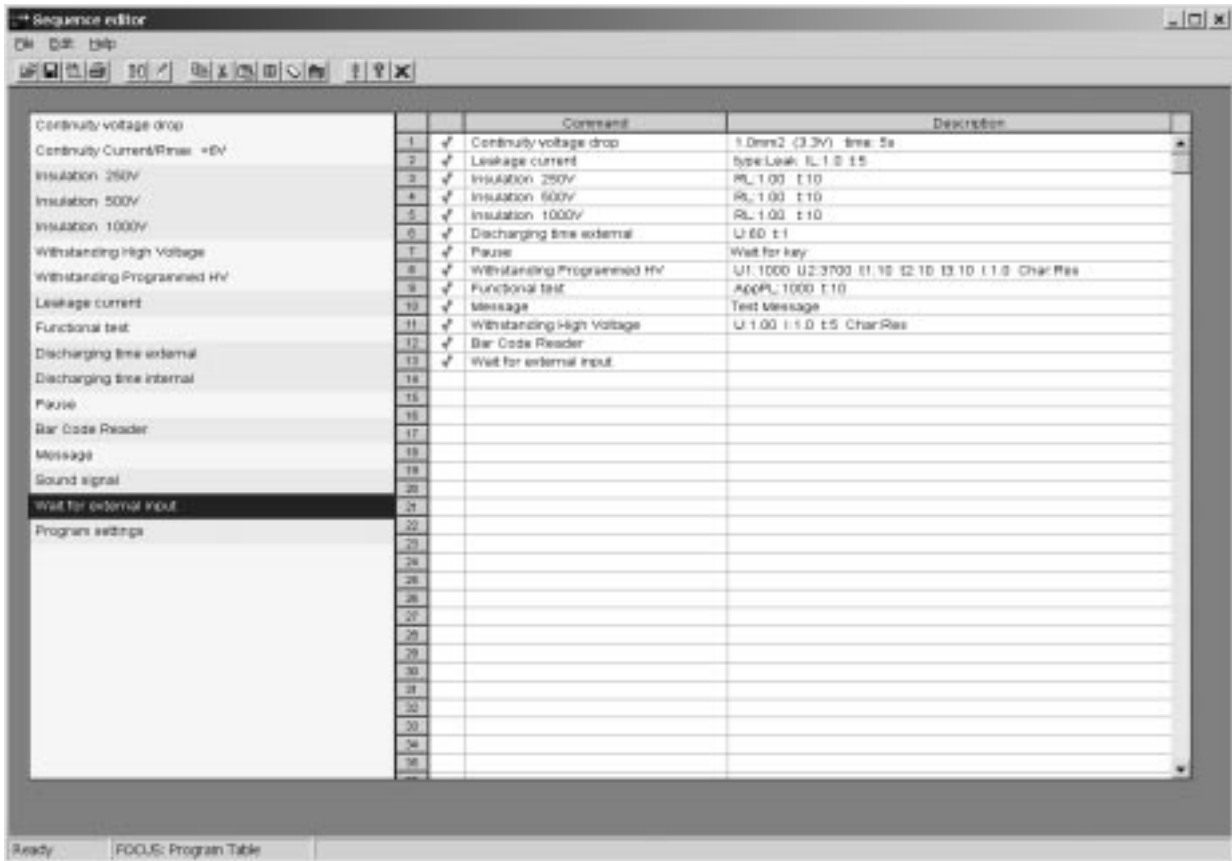 Sequence editor
File Edit Help
Continuity voltage drop
Continuity Current/Rmax <6V
Insulation 250V
Insulation 500V
Insulation 1000V
Withstanding High Voltage
Withstanding Programmed HV
Leakage current
Functional test
Discharging time external
Discharging time internal
Pause
Bar Code Reader
Message
Sound signal
Wait for external input
Program settings
Command Description
1 Continuity voltage drop 1.0mm2 (3.3V) time: 5s
2 Leakage current type:Leak IL:1.0 t:5
3 Insulation 250V RL:1.00 t:10
4 Insulation 500V RL:1.00 t:10
5 Insulation 1000V RL:1.00 t:10
6 Discharging time external U:60 t:1
7 Pause Wait for key
8 Withstanding Programmed HV U1:1000 U2:3700 t1:10 t2:10 t3:10 I:1.0 Char:Res
9 Functional test AppPL:1000 t:10
10 Message Test Message
11 Withstanding High Voltage U:1.00 I:1.0 t:5 Char:Res
12 Bar Code Reader
13 Wait for external input
14
15
16
17
18
19
20
21
22
23
24
25
26
27
28
29
30
31
32
33
34
35
Ready FOCUS: Program Table